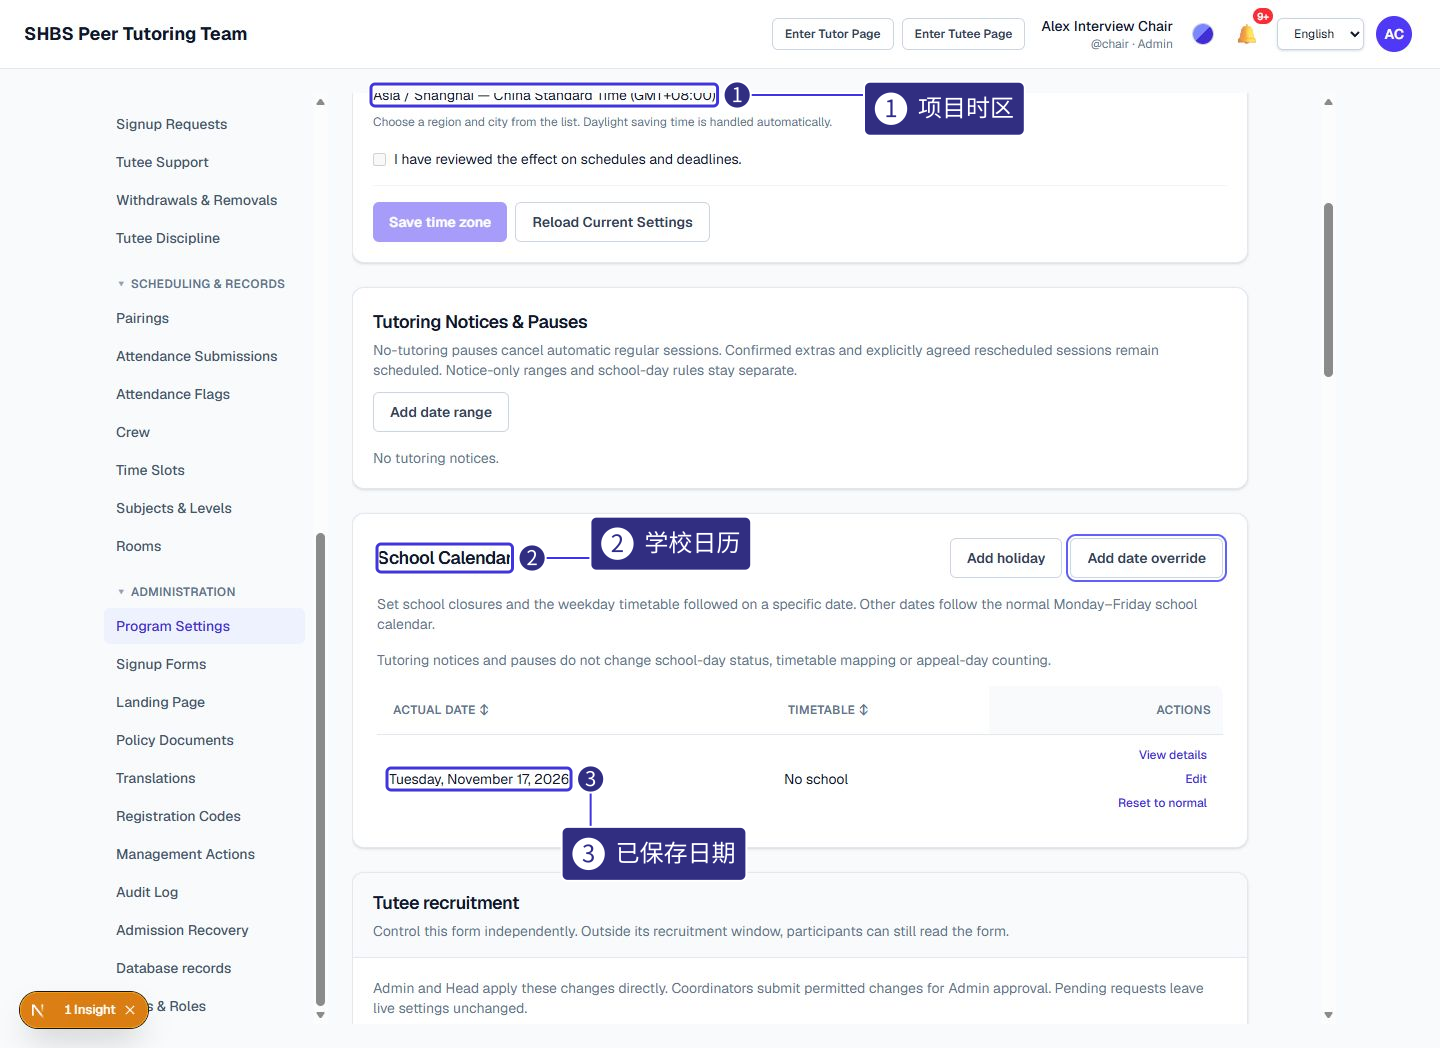 SHBS Peer Tutoring Team
Enter Tutor Page
Enter Tutee Page
Alex Interview Chair
@chair · Admin
9+
English
AC
Signup Requests
Tutee Support
Withdrawals & Removals
Tutee Discipline
SCHEDULING & RECORDS
Pairings
Attendance Submissions
Attendance Flags
Crew
Time Slots
Subjects & Levels
Rooms
ADMINISTRATION
Program Settings
Signup Forms
Landing Page
Policy Documents
Translations
Registration Codes
Management Actions
Audit Log
Admission Recovery
Database records
s & Roles
N 1 Insight ×
Asia / Shanghai — China Standard Time (GMT+08:00)
1
1 项目时区
Choose a region and city from the list. Daylight saving time is handled automatically.
I have reviewed the effect on schedules and deadlines.
Save time zone
Reload Current Settings
Tutoring Notices & Pauses
No-tutoring pauses cancel automatic regular sessions. Confirmed extras and explicitly agreed rescheduled sessions remain
scheduled. Notice-only ranges and school-day rules stay separate.
Add date range
No tutoring notices.
School Calendar
2
2 学校日历
Add holiday
Add date override
Set school closures and the weekday timetable followed on a specific date. Other dates follow the normal Monday–Friday school
calendar.
Tutoring notices and pauses do not change school-day status, timetable mapping or appeal-day counting.
ACTUAL DATE
TIMETABLE
ACTIONS
Tuesday, November 17, 2026
3
No school
View details
Edit
Reset to normal
3 已保存日期
Tutee recruitment
Control this form independently. Outside its recruitment window, participants can still read the form.
Admin and Head apply these changes directly. Coordinators submit permitted changes for Admin approval. Pending requests leave
live settings unchanged.